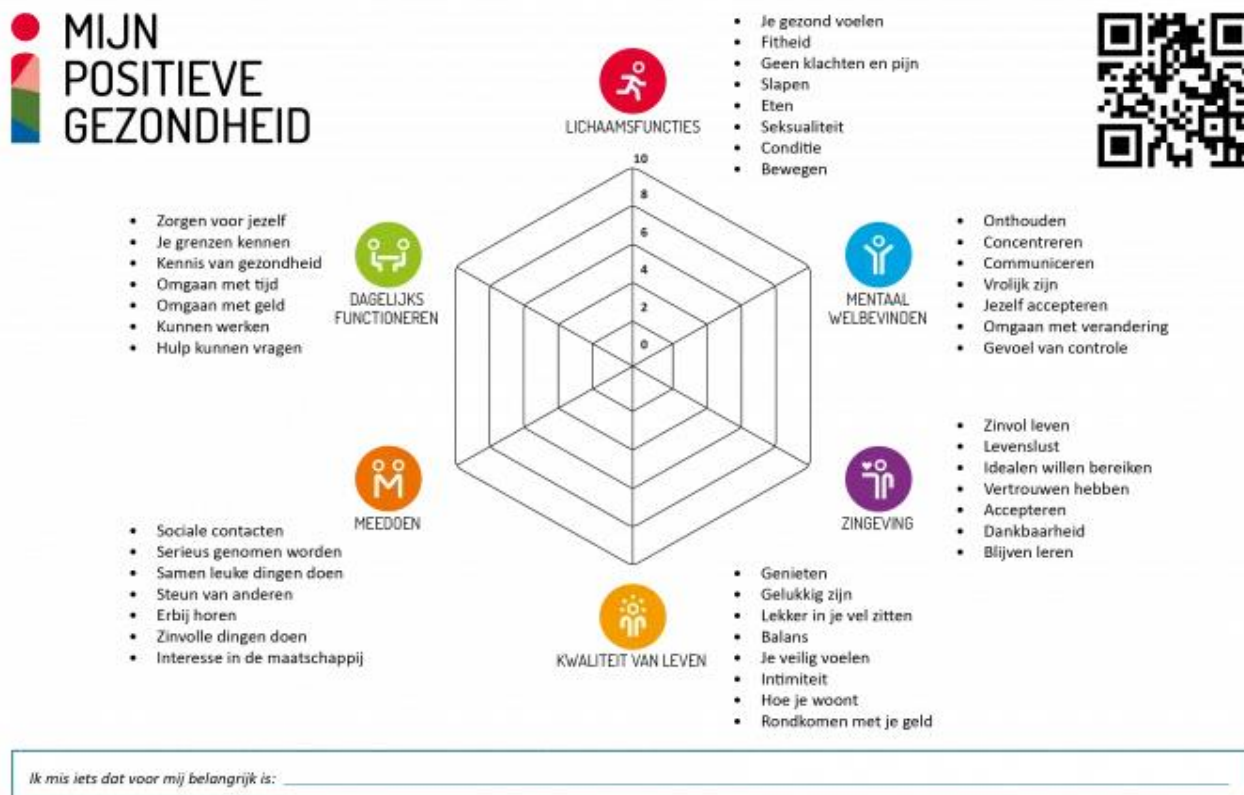 MIJN
POSITIEVE
GEZONDHEID
LICHAAMSFUNCTIES
• Je gezond voelen
• Fitheid
• Geen klachten en pijn
• Slapen
• Eten
• Seksualiteit
• Conditie
• Bewegen
10
8
6
4
2
0
• Zorgen voor jezelf
• Je grenzen kennen
• Kennis van gezondheid
• Omgaan met tijd
• Omgaan met geld
• Kunnen werken
• Hulp kunnen vragen
DAGELIJKS
FUNCTIONEREN
MENTAAL
WELBEVINDEN
• Onthouden
• Concentreren
• Communiceren
• Vrolijk zijn
• Jezelf accepteren
• Omgaan met verandering
• Gevoel van controle
MEEDOEN
• Sociale contacten
• Serieus genomen worden
• Samen leuke dingen doen
• Steun van anderen
• Erbij horen
• Zinvolle dingen doen
• Interesse in de maatschappij
ZINGEVING
• Zinvol leven
• Levenslust
• Idealen willen bereiken
• Vertrouwen hebben
• Accepteren
• Dankbaarheid
• Blijven leren
KWALITEIT VAN LEVEN
• Genieten
• Gelukkig zijn
• Lekker in je vel zitten
• Balans
• Je veilig voelen
• Intimiteit
• Hoe je woont
• Rondkomen met je geld
Ik mis iets dat voor mij belangrijk is: